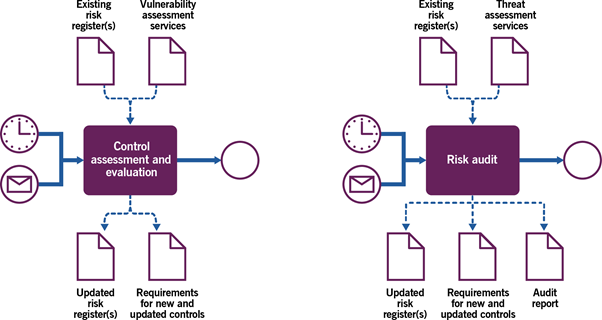 Existing
risk
register(s)
Vulnerability
assessment
services
Control
assessment and
evaluation
Updated
risk
register(s)
Requirements
for new and
updated controls
Existing
risk
register(s)
Threat
assessment
services
Risk audit
Updated
risk
register(s)
Requirements
for new and
updated controls
Audit
report